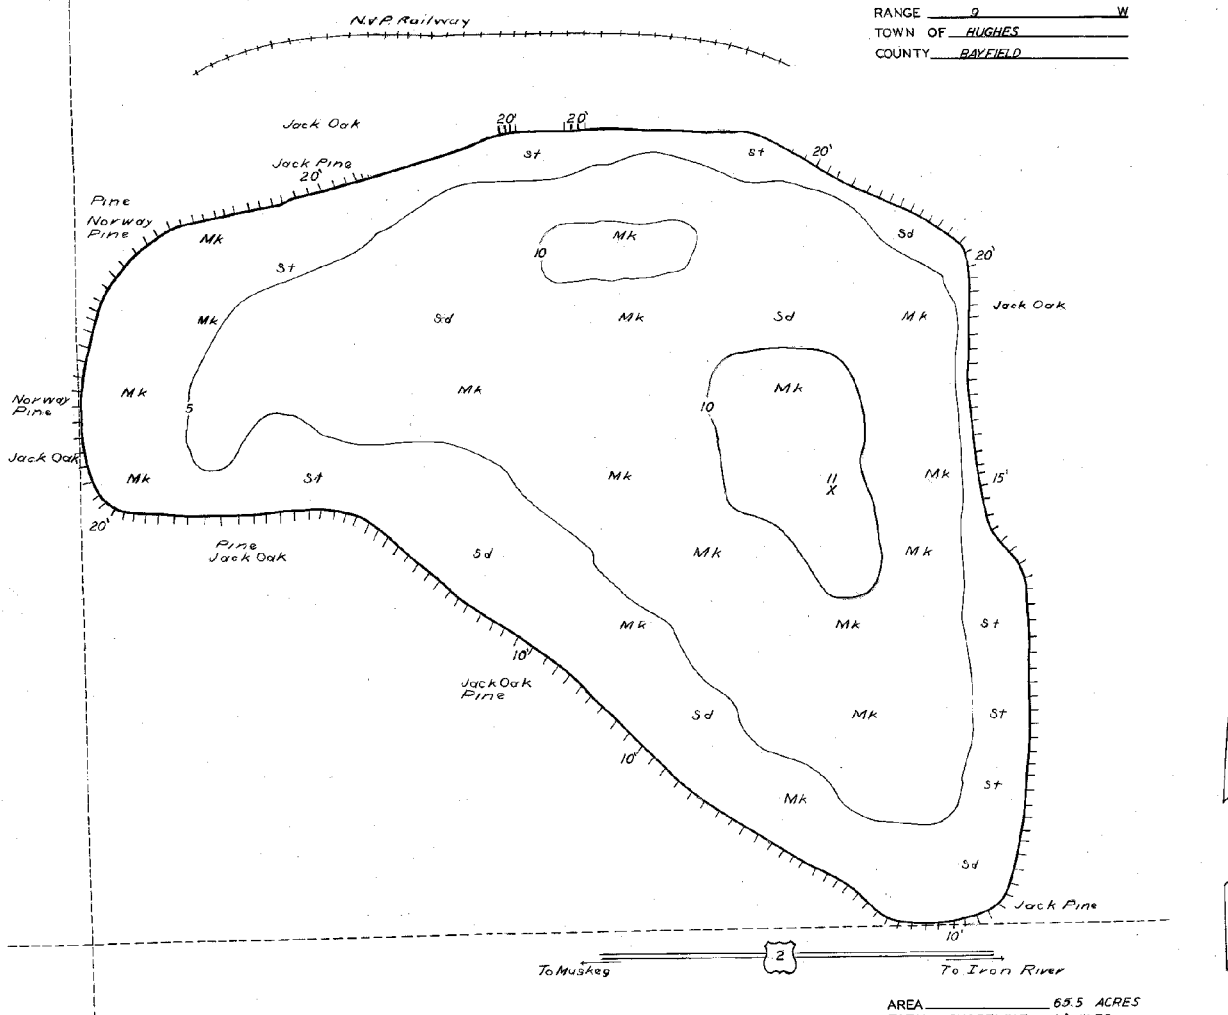 RANGE 9 W
TOWN OF HUGHES
COUNTY BAYFIELD
N.&P. Railway
Jack Oak
20' 20'
St St
20'
Jack Pine
20'
Pine
Norway
Pine
Mk
Mk
Sd
20'
10
St
Jack Oak
Mk
Sd
Mk
Sd
Mk
Norway
Pine
Mk
5
Mk
10
Mk
Jack Oak
Mk
St
Mk
11
X
Mk
15'
20'
Pine
Jack Oak
Sd
Mk
Mk
Mk
Mk
St
10'
Jack Oak
Pine
Sd
Mk
St
10'
Mk
St
Sd
Jack Pine
10'
2
To Muskeg
To Iron River
AREA 65.5 ACRES